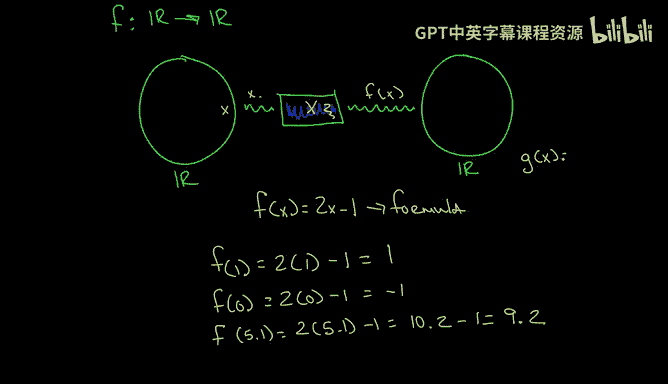 f: ℝ → ℝ
GPT中英字幕课程资源 bilibili
x x. f(x)
ℝ ℝ g(x):
f(x) = 2x-1 → formula
f(1) = 2(1) - 1 = 1
f(0) = 2(0) - 1 = -1
f(5.1) = 2(5.1) - 1 = 10.2 - 1 = 9.2